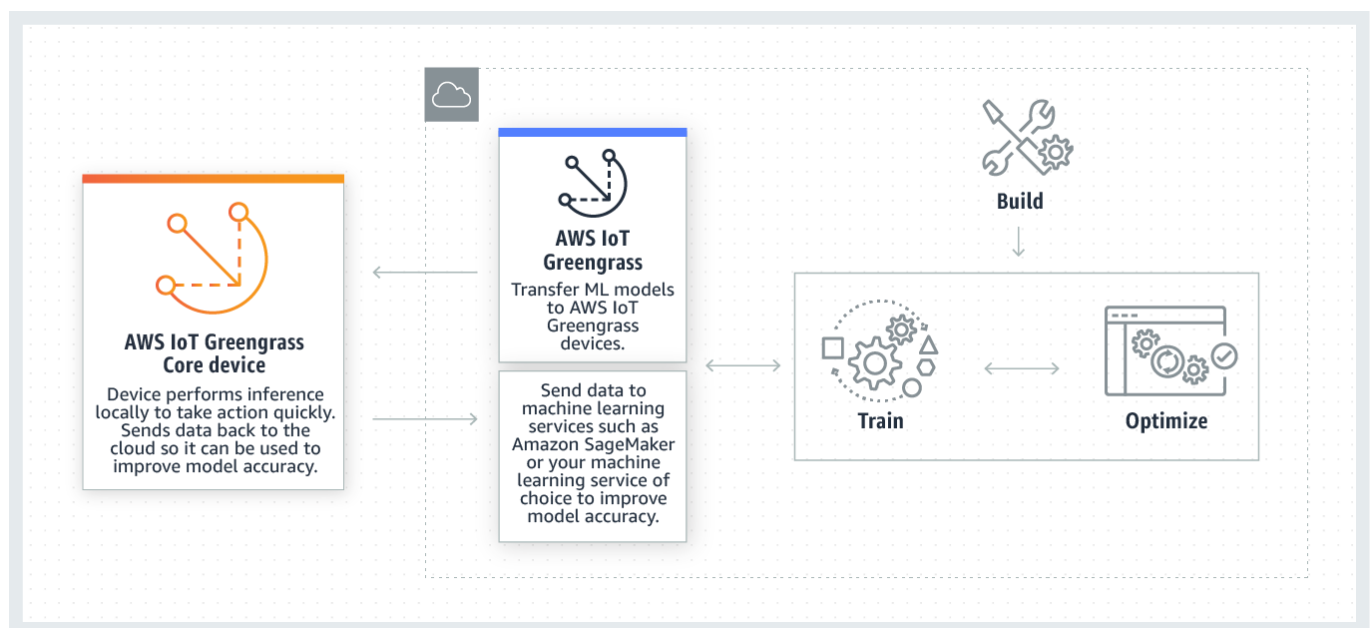 AWS IoT Greengrass
Core device
Device performs inference
locally to take action quickly.
Sends data back to the
cloud so it can be used to
improve model accuracy.
AWS IoT
Greengrass
Transfer ML models
to AWS IoT
Greengrass
devices.
Send data to
machine learning
services such as
Amazon SageMaker
or your machine
learning service of
choice to improve
model accuracy.
Build
Train
Optimize